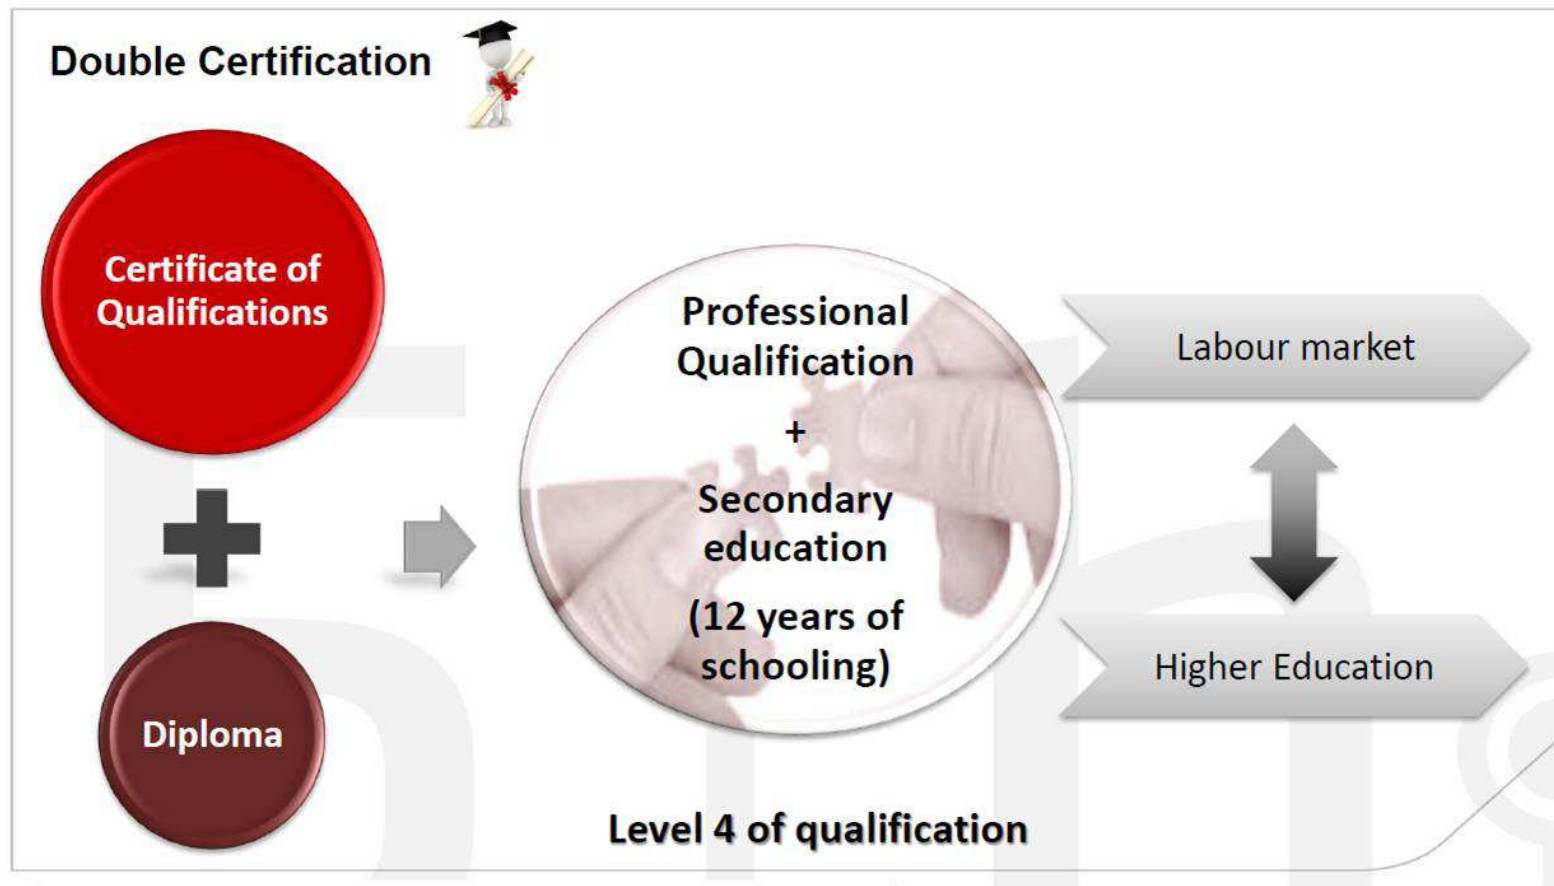 Double Certification
Certificate of
Qualifications
Diploma
Professional
Qualification
+
Secondary
education
(12 years of
schooling)
Level 4 of qualification
Labour market
Higher Education